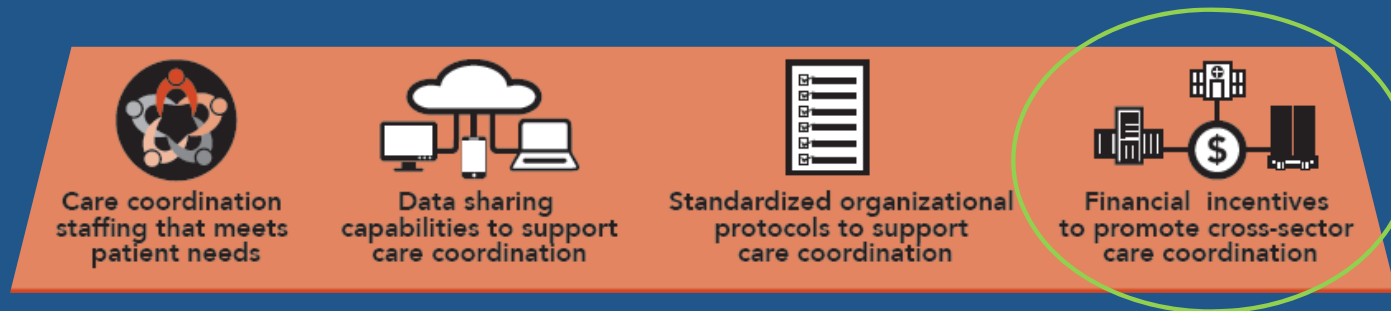 Care coordination
staffing that meets
patient needs
Data sharing
capabilities to support
care coordination
Standardized organizational
protocols to support
care coordination
$
Financial incentives
to promote cross-sector
care coordination